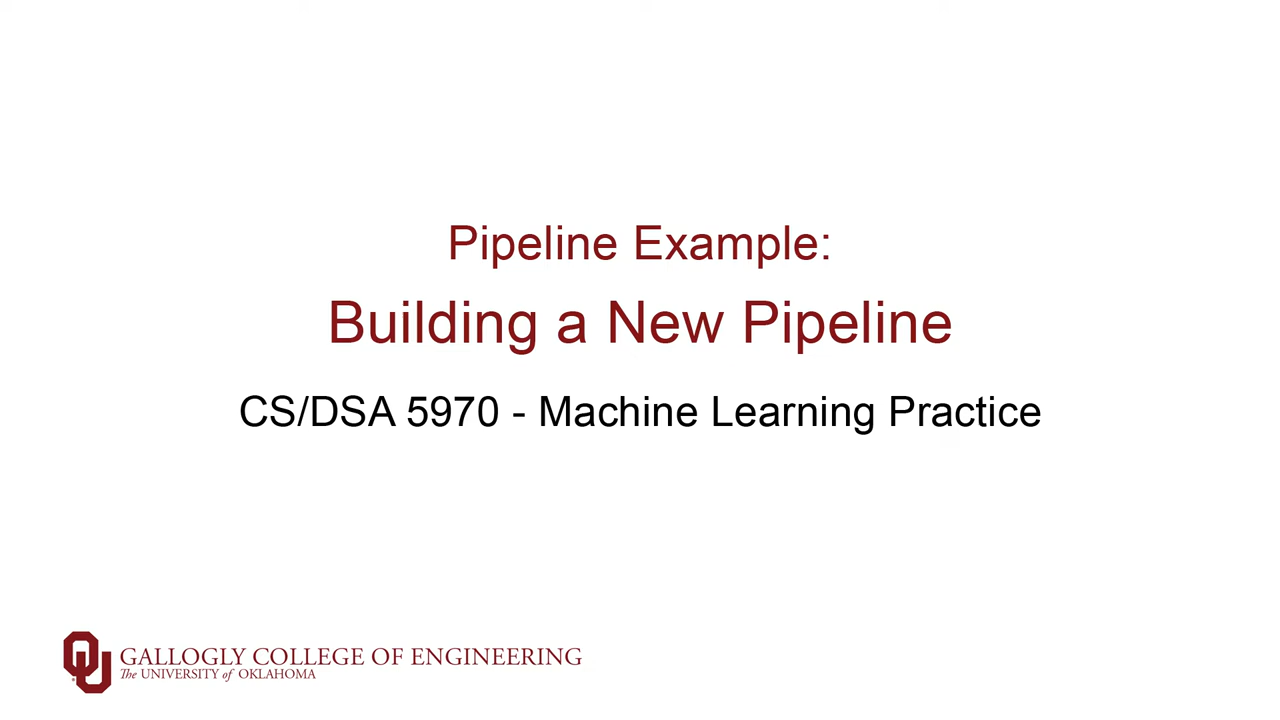 Pipeline Example:
Building a New Pipeline
CS/DSA 5970 - Machine Learning Practice
GALLOGLY COLLEGE OF ENGINEERING
The UNIVERSITY of OKLAHOMA